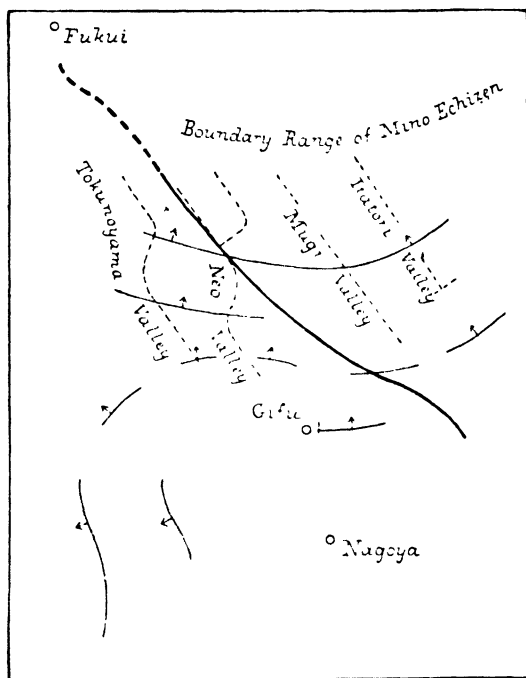 Fukui
Boundary Range of Mino Echizen
Tokunoyama
Valley
Neo
Valley
Mugi
Valley
Itatori
Valley
Gifu
Nagoya